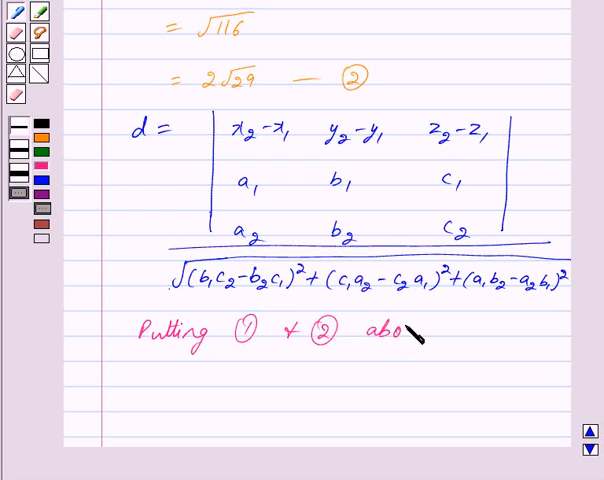 = √116
= 2√29 — ②
d = | x₂-x₁ y₂-y₁ z₂-z₁ |
| a₁ b₁ c₁ |
| a₂ b₂ c₂ |
√(b₁c₂-b₂c₁)²+(c₁a₂-c₂a₁)²+(a₁b₂-a₂b₁)²
Putting ① & ② abo